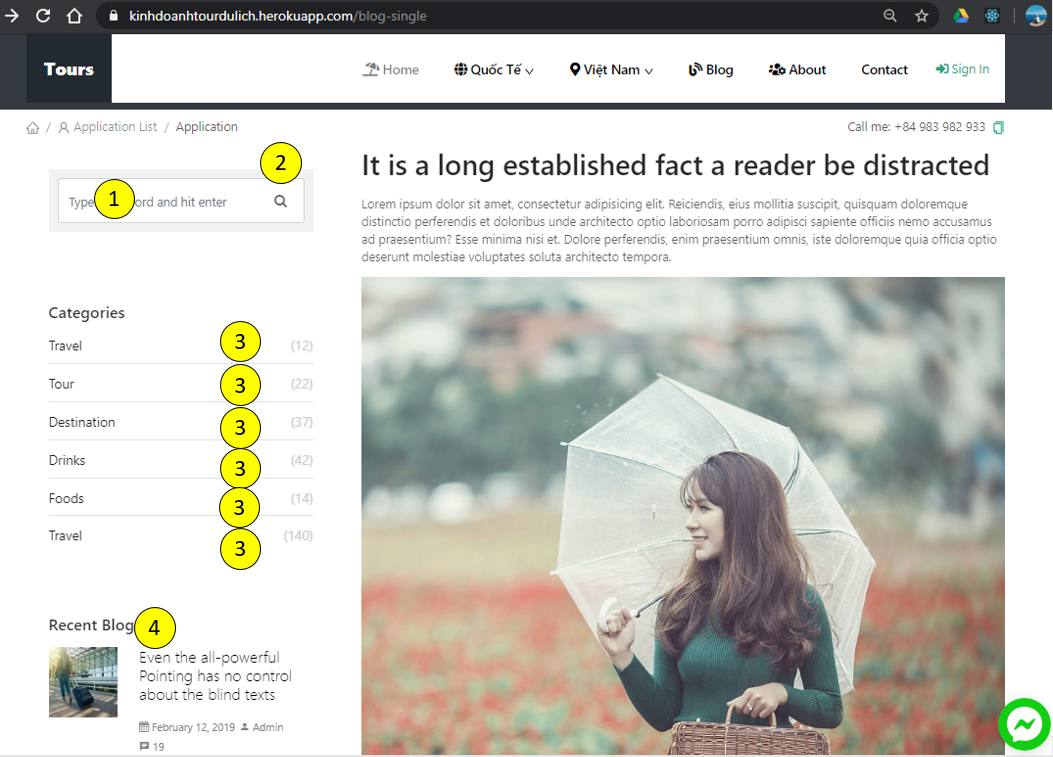 kinhdoanhtourdulich.herokuapp.com/blog-single
Tours
Home
Quốc Tế
Việt Nam
Blog
About
Contact
Sign In
/ Application List / Application
Call me: +84 983 982 933
2
1
Type ord and hit enter
It is a long established fact a reader be distracted
Lorem ipsum dolor sit amet, consectetur adipisicing elit. Reiciendis, eius mollitia suscipit, quisquam doloremque
distinctio perferendis et doloribus unde architecto optio laboriosam porro adipisci sapiente officiis nemo accusamus
ad praesentium? Esse minima nisi et. Dolore perferendis, enim praesentium omnis, iste doloremque quia officia optio
deserunt molestiae voluptates soluta architecto tempora.
Categories
Travel 3 (12)
Tour 3 (22)
Destination 3 (37)
Drinks 3 (42)
Foods 3 (14)
Travel 3 (140)
Recent Blog 4
Even the all-powerful
Pointing has no control
about the blind texts
February 12, 2019 Admin
19